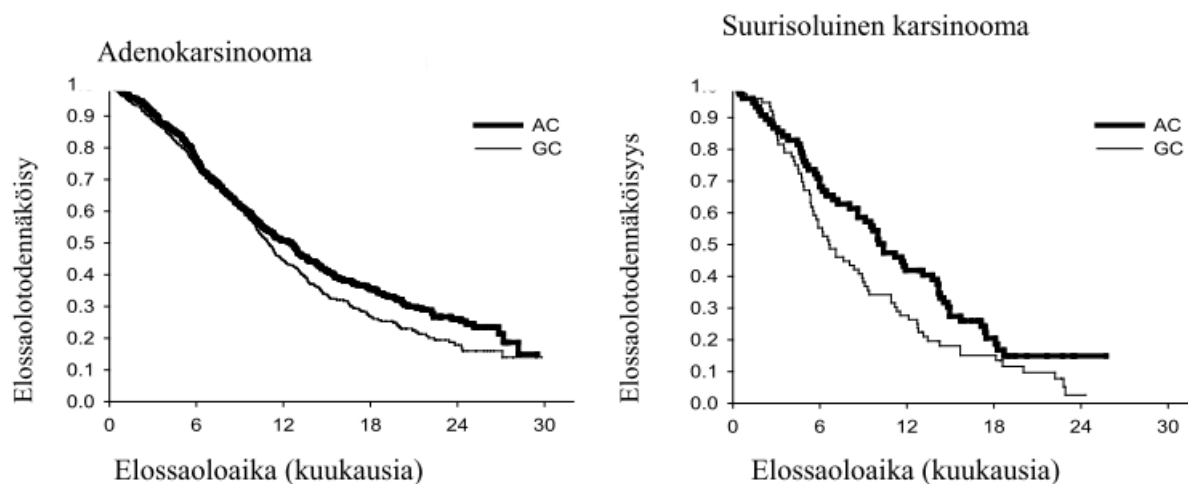 Adenokarsinooma
Elossaolotodennäköisy
1.
0.9
0.8
0.7
0.6
0.5
0.4
0.3
0.2
0.1
0.0
AC
GC
0 6 12 18 24 30
Elossaoloaika (kuukausia)
Suurisoluinen karsinooma
Elossaolotodennäköisyys
1.
0.9
0.8
0.7
0.6
0.5
0.4
0.3
0.2
0.1
0.0
AC
GC
0 6 12 18 24 30
Elossaoloaika (kuukausia)